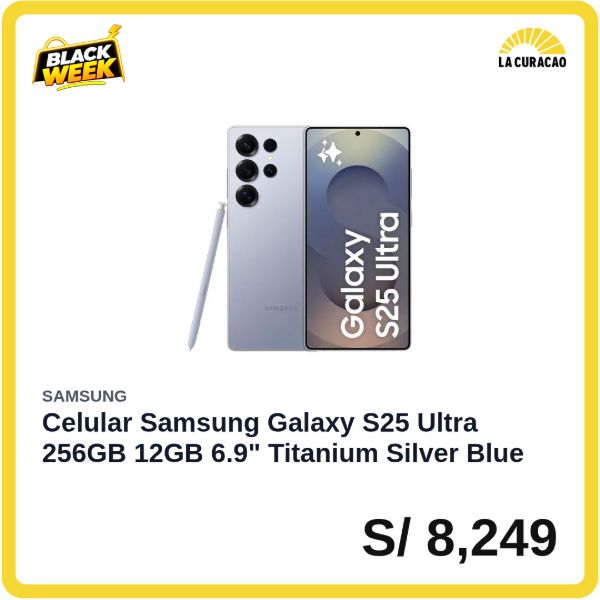 BLACK
WEEK
LA CURACAO
Galaxy
S25 Ultra
SAMSUNG
SAMSUNG
Celular Samsung Galaxy S25 Ultra
256GB 12GB 6.9" Titanium Silver Blue
S/ 8,249